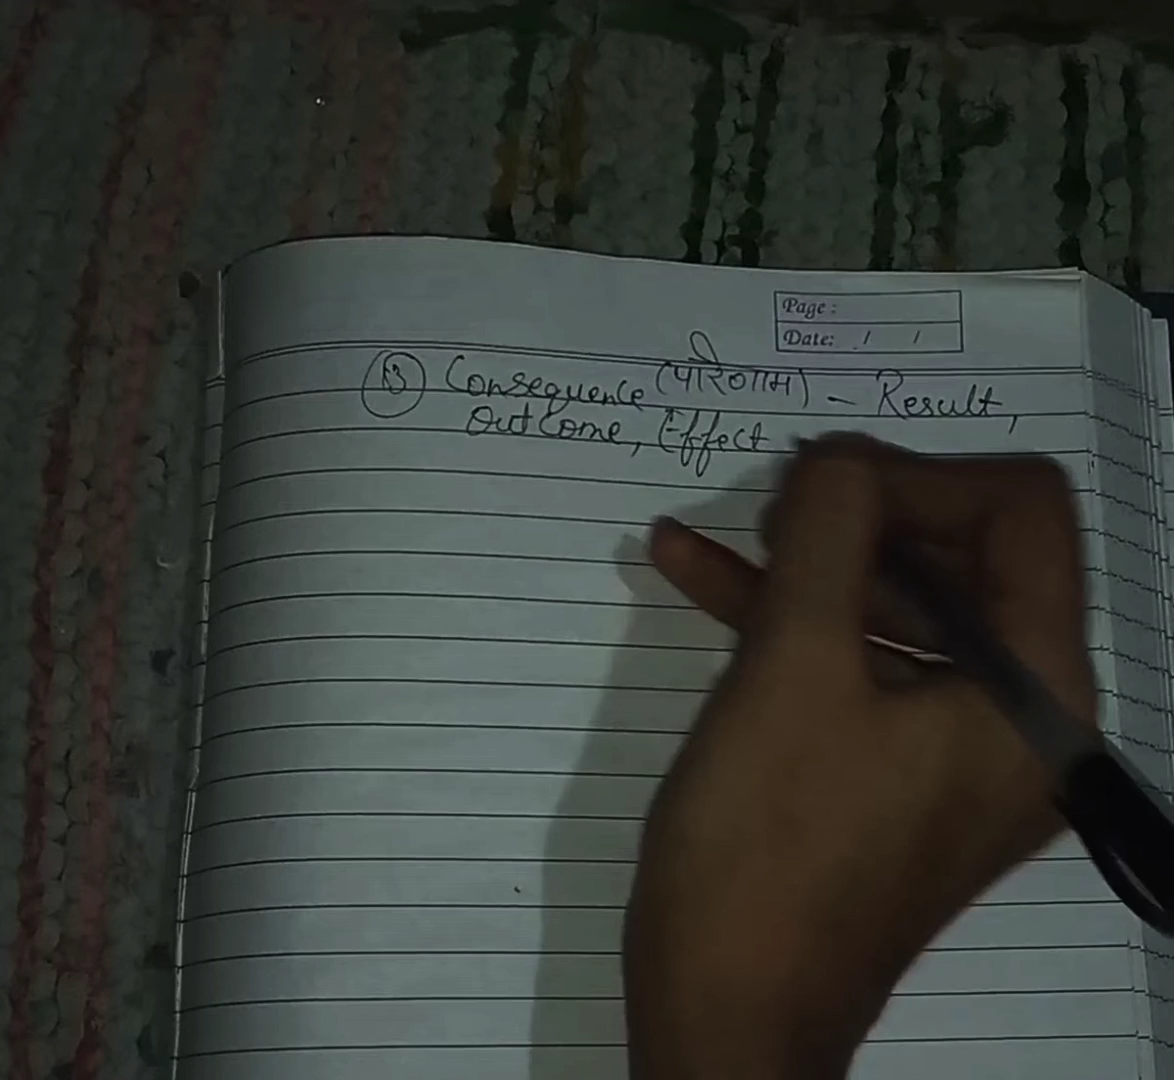 Page :
Date: / /
13 Consequence (परिणाम) - Result,
Outcome, Effect